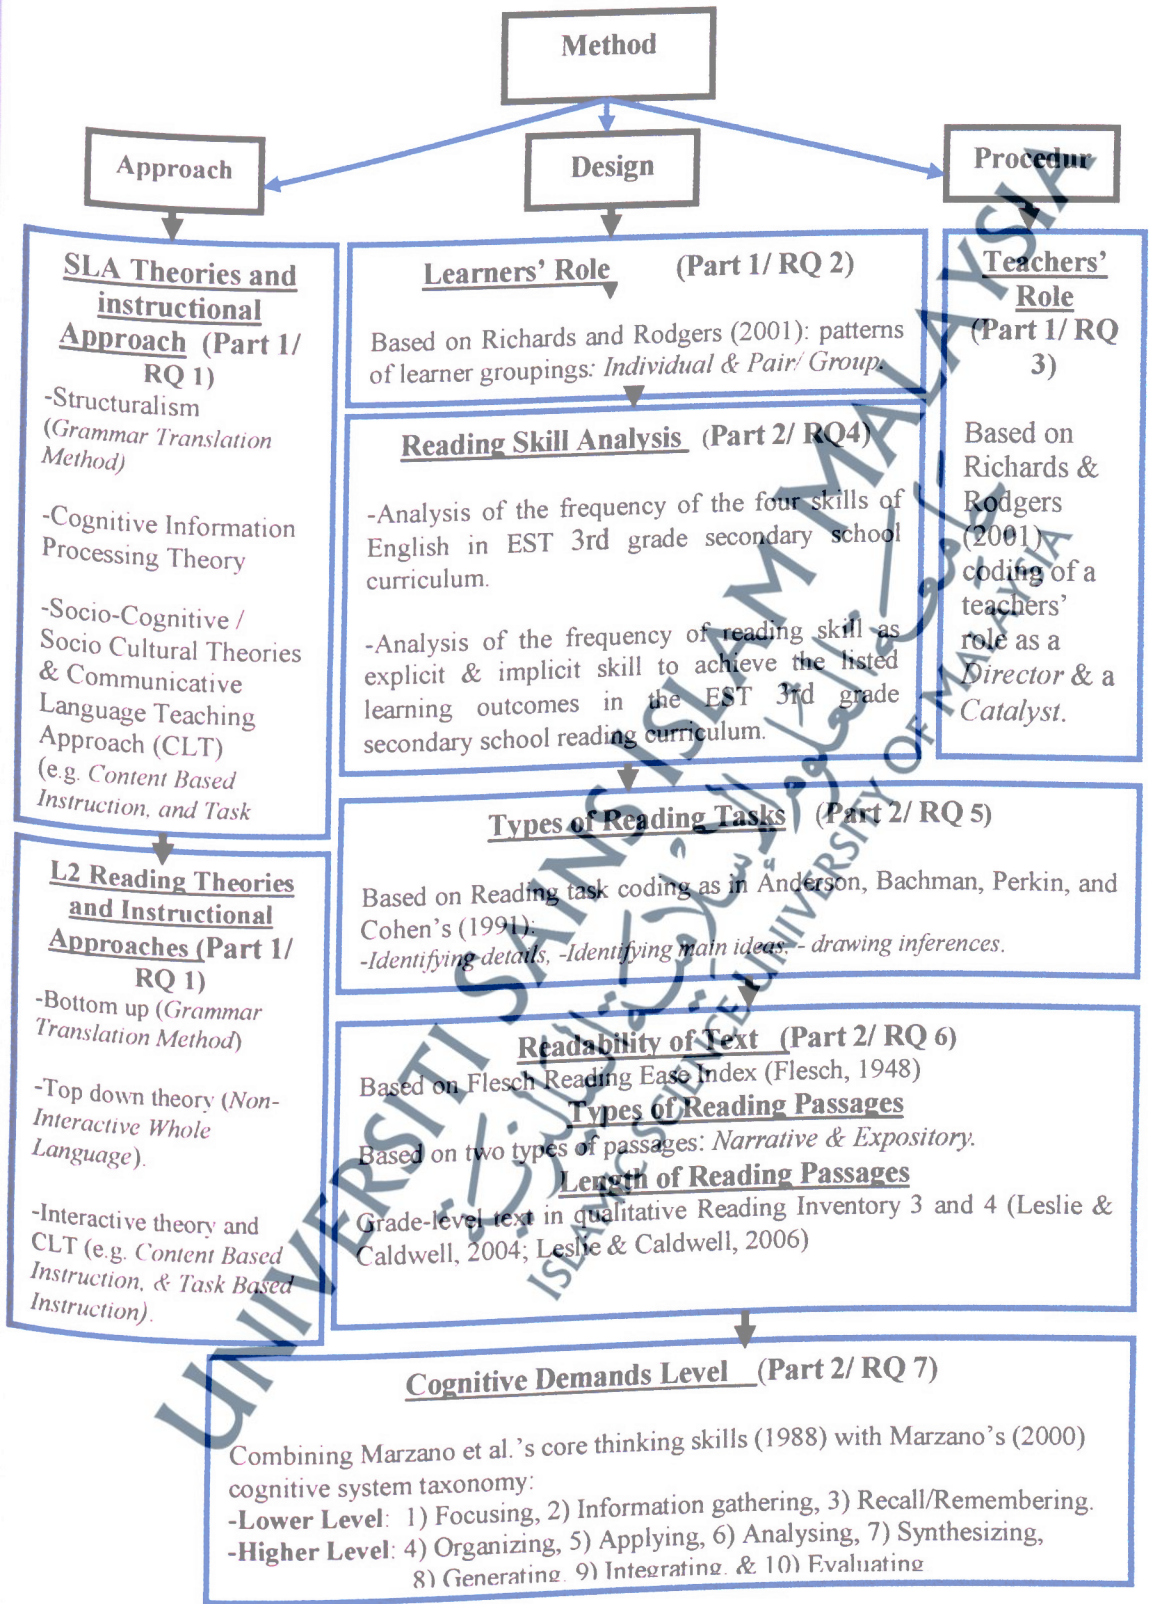 Method
Approach
Design
Procedur
SLA Theories and
instructional
Approach (Part 1/
RQ 1)
-Structuralism
(Grammar Translation
Method)
-Cognitive Information
Processing Theory
-Socio-Cognitive /
Socio Cultural Theories
& Communicative
Language Teaching
Approach (CLT)
(e.g. Content Based
Instruction, and Task
L2 Reading Theories
and Instructional
Approaches (Part 1/
RQ 1)
-Bottom up (Grammar
Translation Method)
-Top down theory (Non-
Interactive Whole
Language).
-Interactive theory and
CLT (e.g. Content Based
Instruction, & Task Based
Instruction).
Learners' Role (Part 1/ RQ 2)
Based on Richards and Rodgers (2001): patterns
of learner groupings: Individual & Pair/ Group.
Reading Skill Analysis (Part 2/ RQ4)
-Analysis of the frequency of the four skills of
English in EST 3rd grade secondary school
curriculum.
-Analysis of the frequency of reading skill as
explicit & implicit skill to achieve the listed
learning outcomes in the EST 3rd grade
secondary school reading curriculum.
Types of Reading Tasks (Part 2/ RQ 5)
Based on Reading task coding as in Anderson, Bachman, Perkin, and
Cohen's (1991):
-Identifying details, -Identifying main ideas, - drawing inferences.
Readability of Text (Part 2/ RQ 6)
Based on Flesch Reading Ease Index (Flesch, 1948)
Types of Reading Passages
Based on two types of passages: Narrative & Expository.
Length of Reading Passages
Grade-level text in qualitative Reading Inventory 3 and 4 (Leslie &
Caldwell, 2004; Leslie & Caldwell, 2006)
Teachers'
Role
(Part 1/ RQ
3)
Based on
Richards &
Rodgers
(2001)
coding of a
teachers'
role as a
Director & a
Catalyst.
Cognitive Demands Level (Part 2/ RQ 7)
Combining Marzano et al.'s core thinking skills (1988) with Marzano's (2000)
cognitive system taxonomy:
-Lower Level: 1) Focusing, 2) Information gathering, 3) Recall/Remembering.
-Higher Level: 4) Organizing, 5) Applying, 6) Analysing, 7) Synthesizing,
8) Generating, 9) Integrating, & 10) Evaluating
UNIVERSITI SAINS ISLAM MALAYSIA
جامعة العلوم الإسلامية الماليزية
ISLAMIC SCIENCE UNIVERSITY OF MALAYSIA